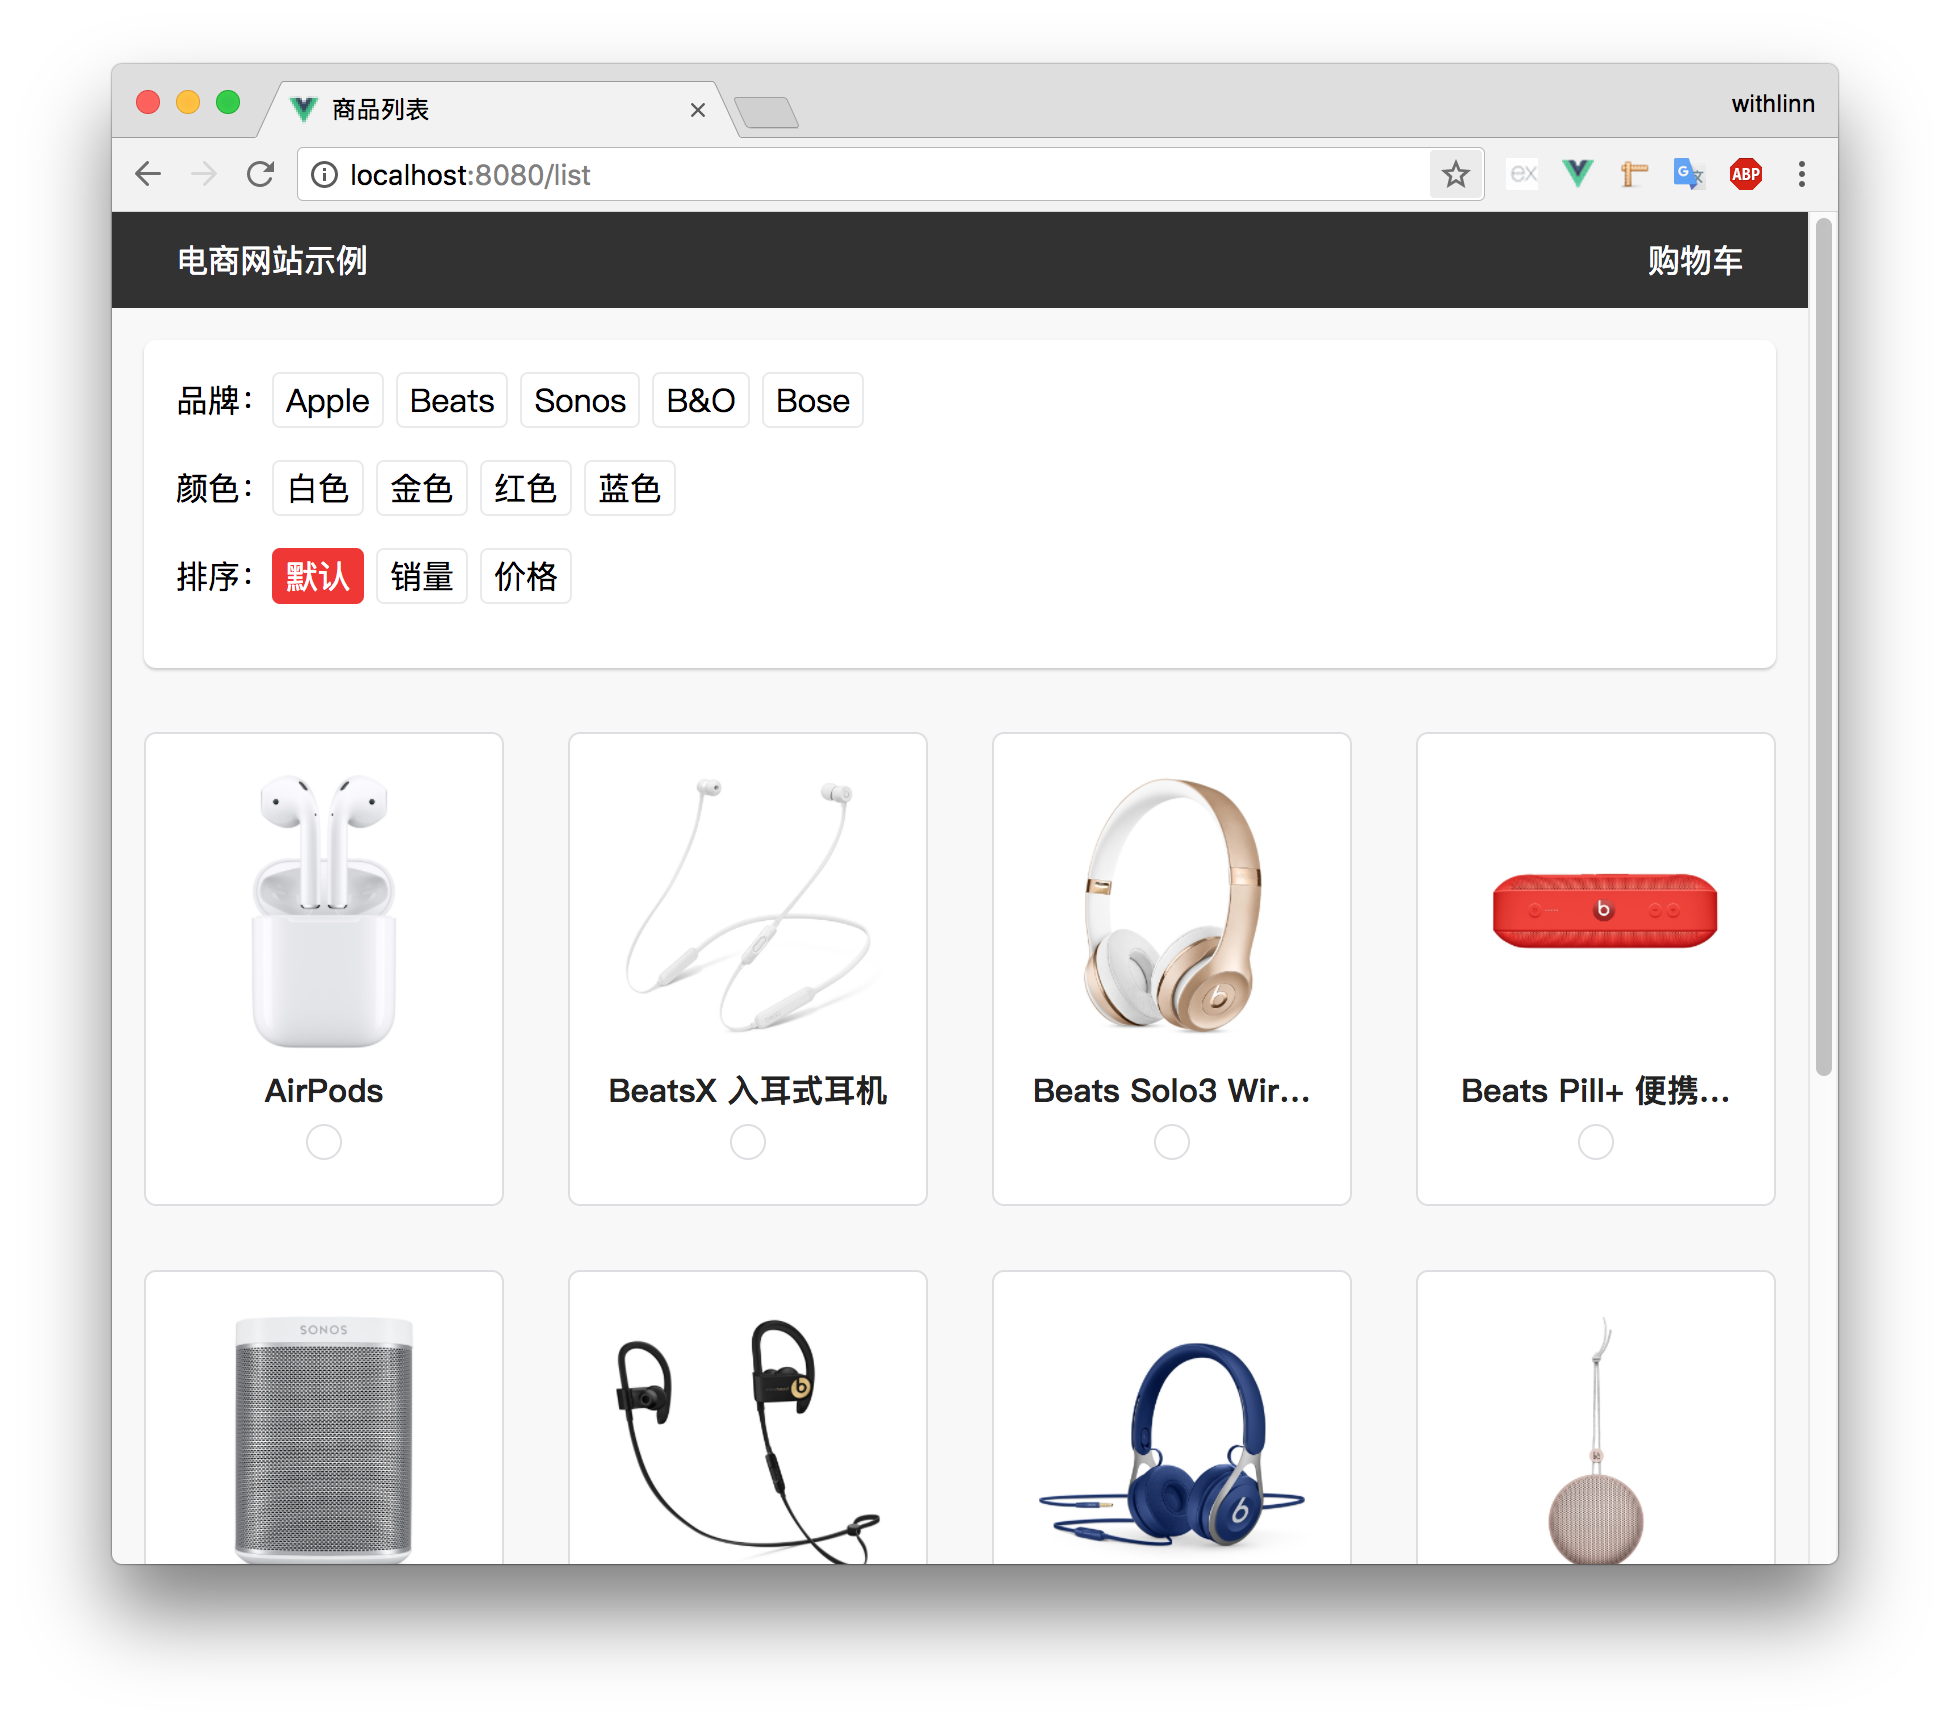 商品列表
withlinn
localhost:8080/list
ex
G 文
ABP
电商网站示例 购物车
品牌： Apple Beats Sonos B&O Bose
颜色： 白色 金色 红色 蓝色
排序： 默认 销量 价格
AirPods BeatsX 入耳式耳机 Beats Solo3 Wir... Beats Pill+ 便携...
SONOS